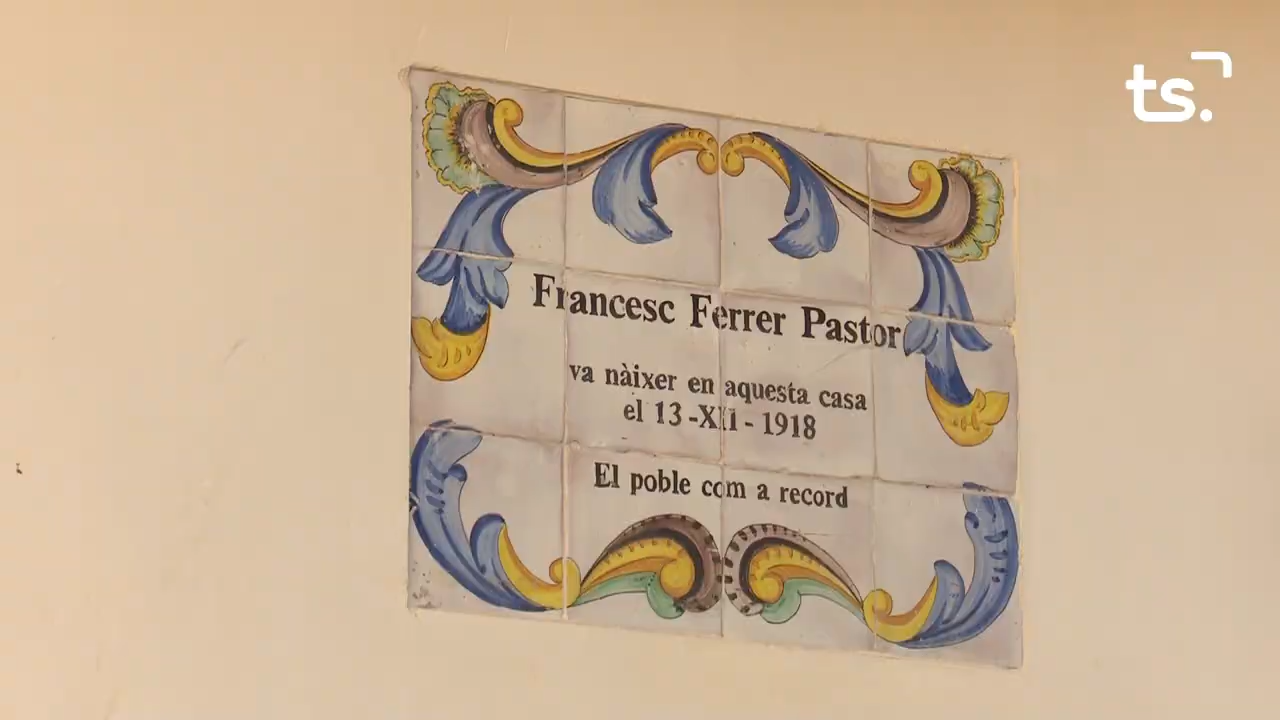 ts.
Francesc Ferrer Pastor
va nàixer en aquesta casa
el 13-XII-1918
El poble com a record